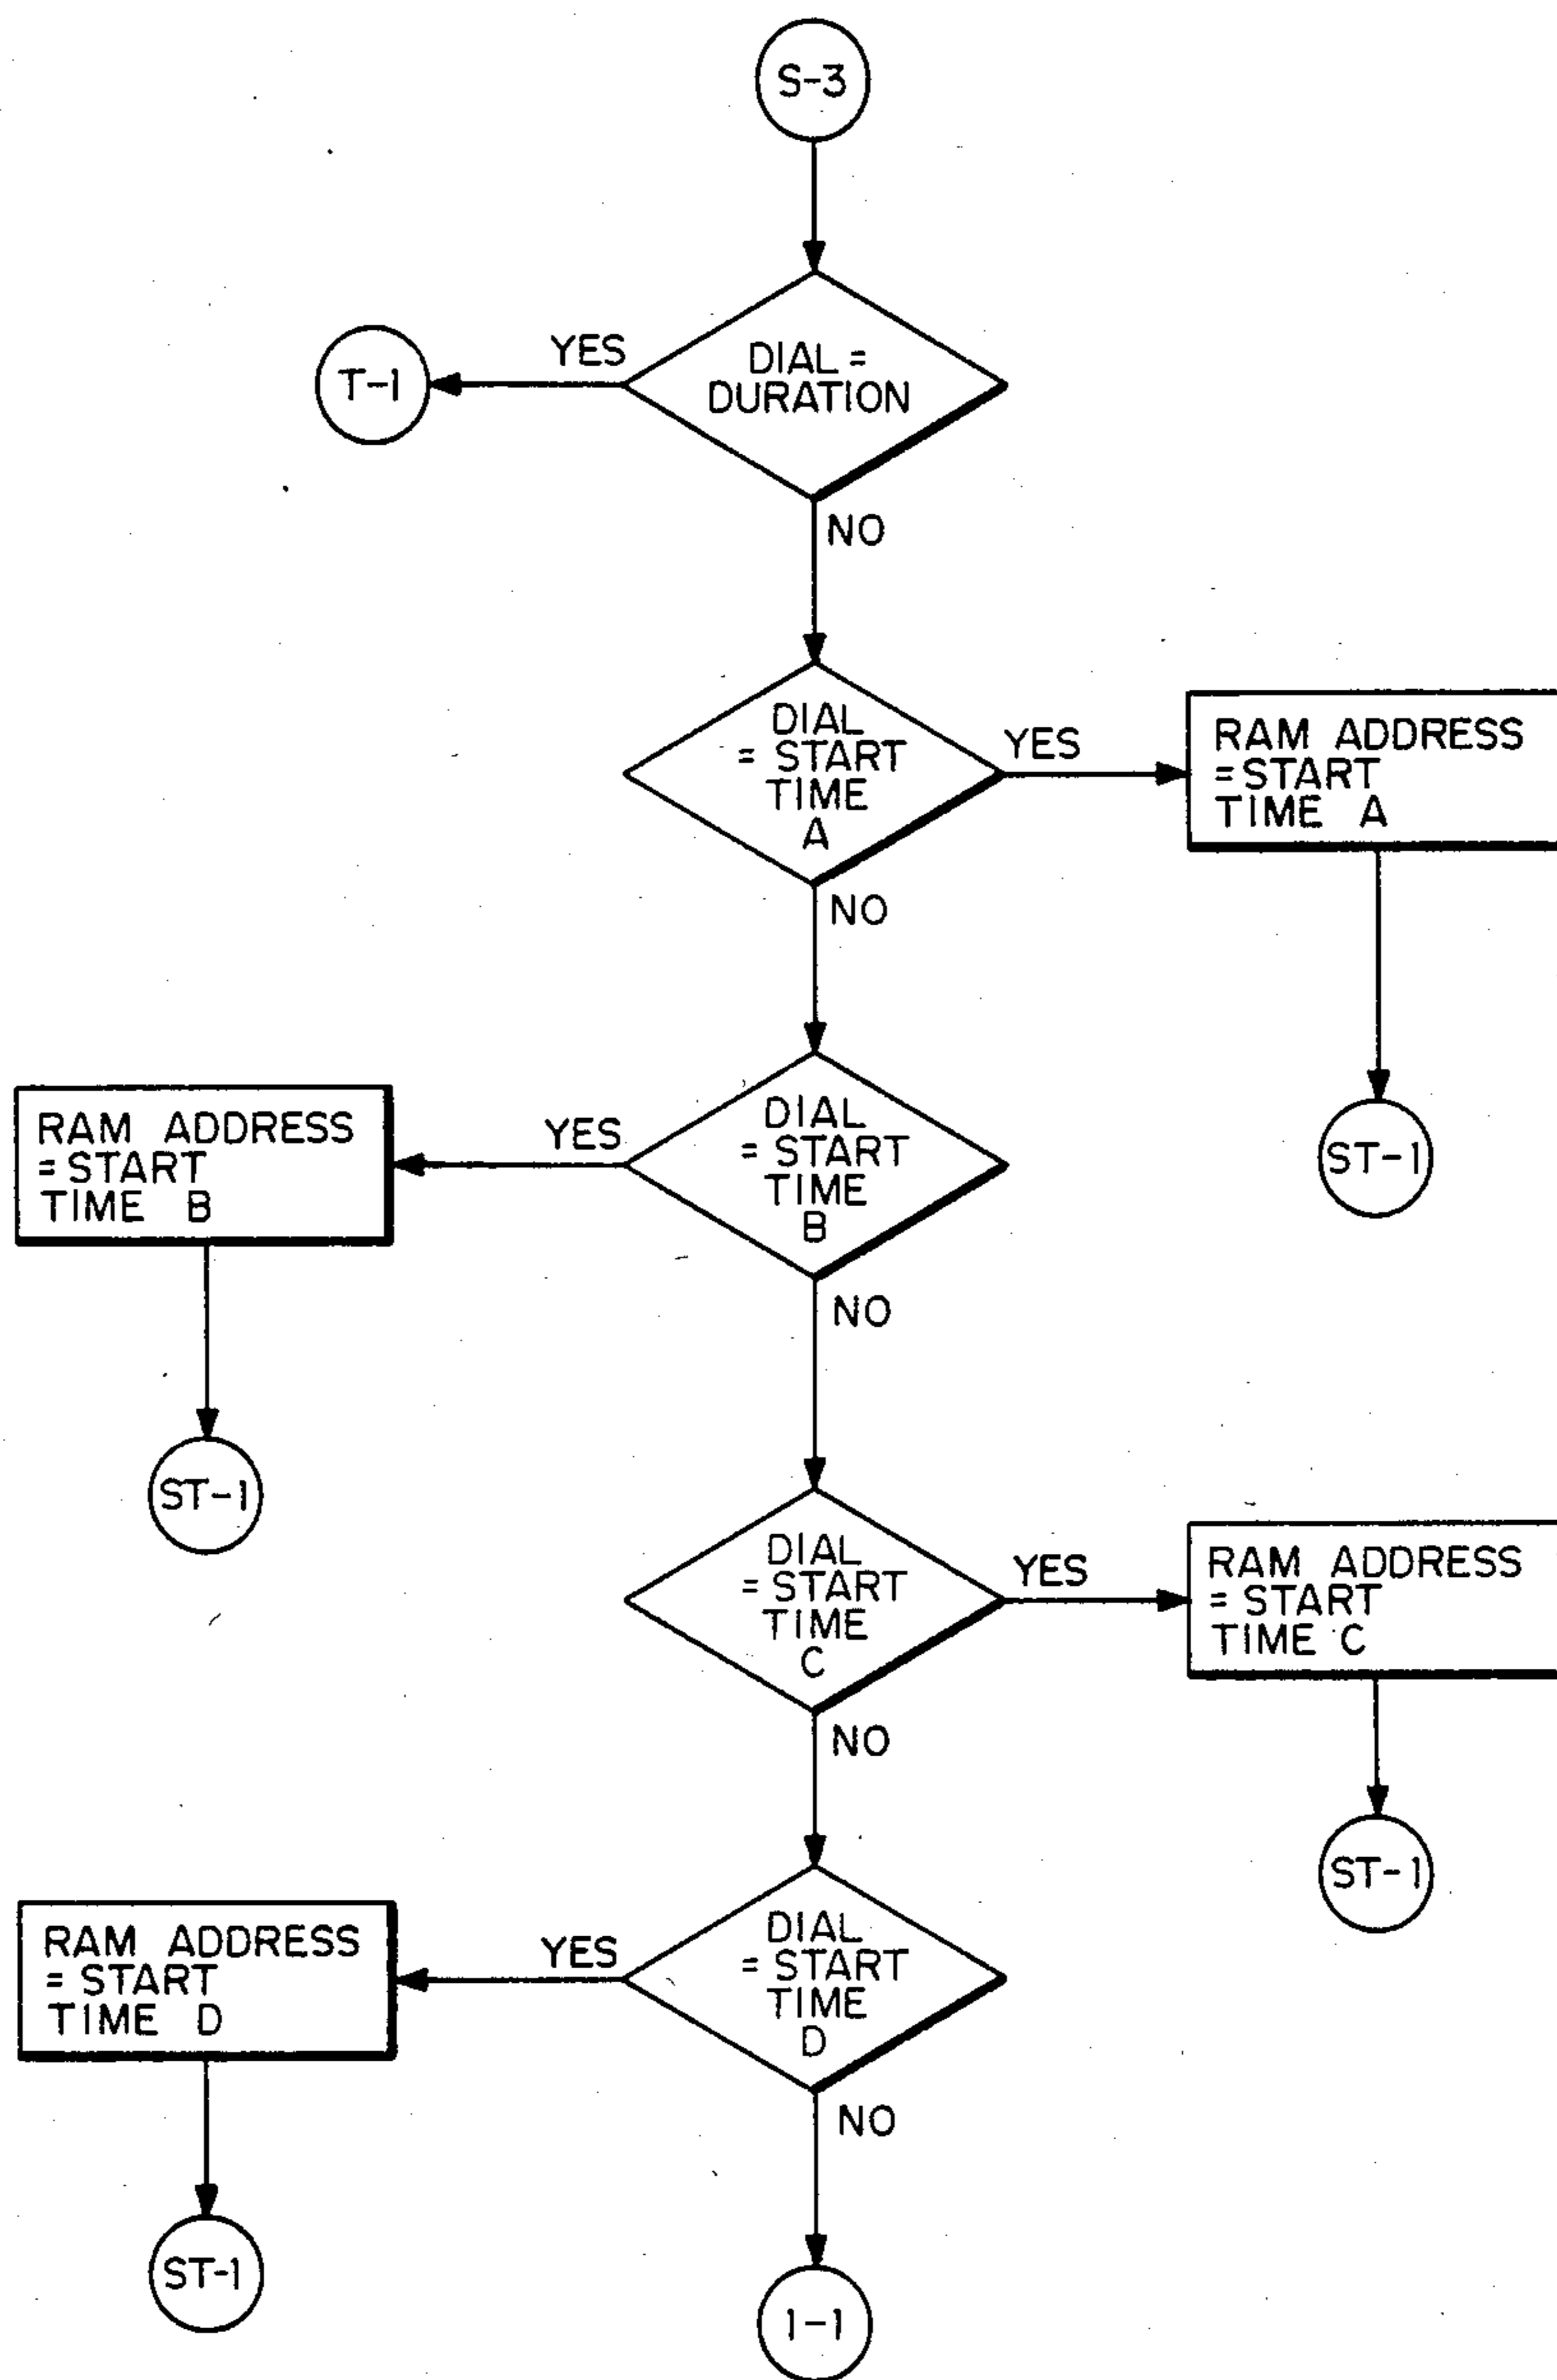 S-3
YES
DIAL =
DURATION
T-1
NO
DIAL
= START
TIME
A
YES
RAM ADDRESS
=START
TIME A
NO
ST-1
DIAL
= START
TIME
B
YES
RAM ADDRESS
=START
TIME B
NO
ST-1
DIAL
=START
TIME
C
YES
RAM ADDRESS
= START
TIME C
NO
ST-1
DIAL
= START
TIME
D
YES
RAM ADDRESS
= START
TIME D
NO
ST-1
1-1